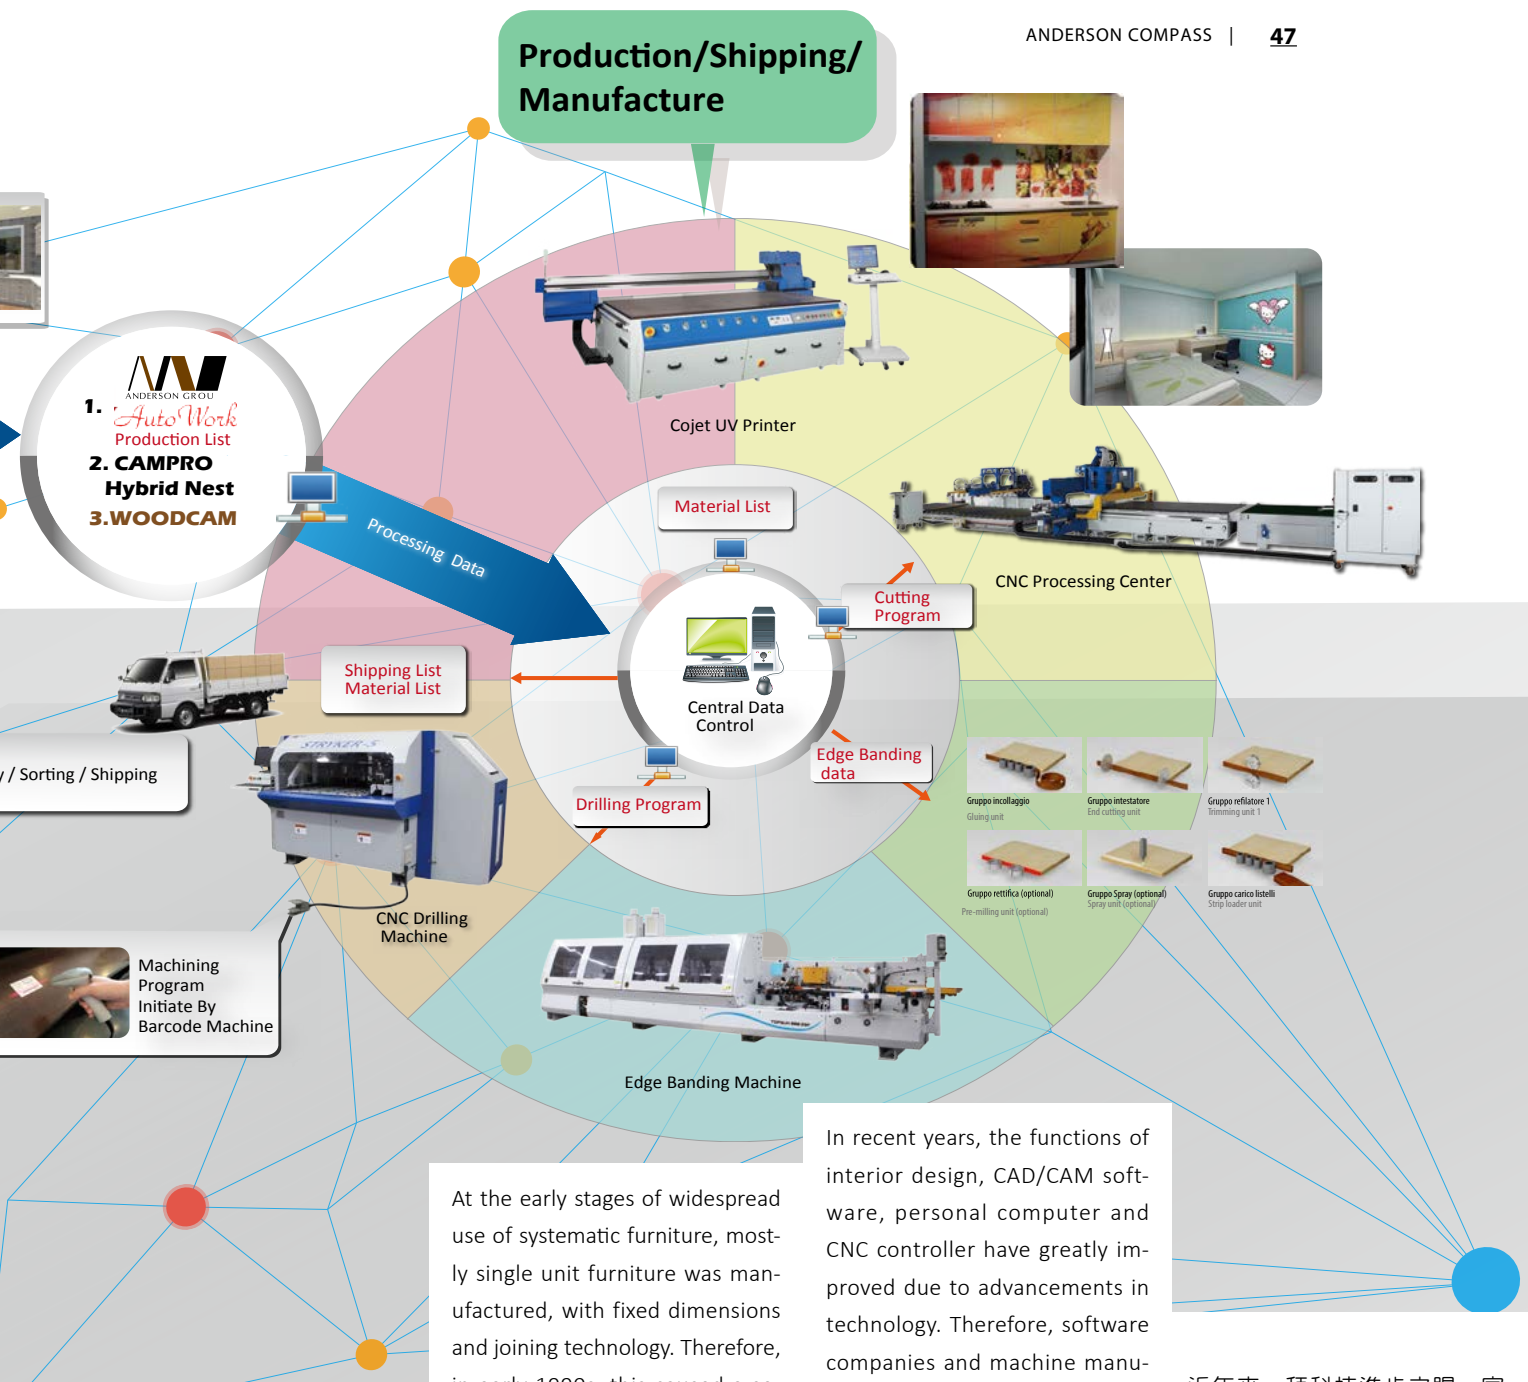 ANDERSON COMPASS | 47
Production/Shipping/
Manufacture
ANDERSON GROU
1. AutoWork
Production List
2. CAMPRO
Hybrid Nest
3.WOODCAM
Processing Data
Cojet UV Printer
Material List
CNC Processing Center
Cutting
Program
Shipping List
Material List
Central Data
Control
Edge Banding
data
Drilling Program
/ Sorting / Shipping
STRYKER-S
CNC Drilling
Machine
Machining
Program
Initiate By
Barcode Machine
Gruppo incollaggio
Gluing unit
Gruppo intestatore
End cutting unit
Gruppo refilatore 1
Trimming unit 1
Gruppo rettifica (optional)
Pre-milling unit (optional)
Gruppo Spray (optional)
Spray unit (optional)
Gruppo carico listelli
Strip loader unit
Edge Banding Machine
At the early stages of widespread
use of systematic furniture, most-
ly single unit furniture was man-
ufactured, with fixed dimensions
and joining technology. Therefore,
In recent years, the functions of
interior design, CAD/CAM soft-
ware, personal computer and
CNC controller have greatly im-
proved due to advancements in
technology. Therefore, software
companies and machine manu-